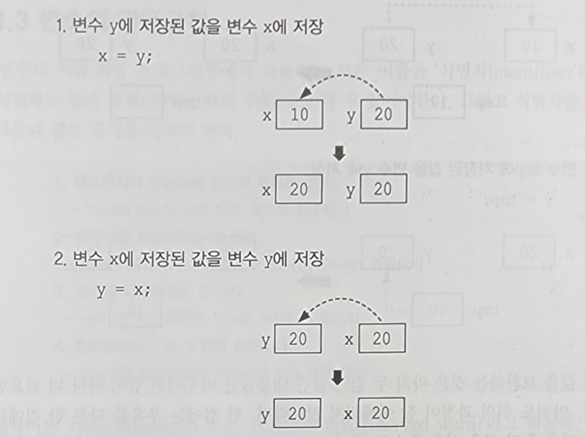 1. 변수 y에 저장된 값을 변수 x에 저장
x = y;
x 10 y 20
x 20 y 20
2. 변수 x에 저장된 값을 변수 y에 저장
y = x;
y 20 x 20
y 20 x 20